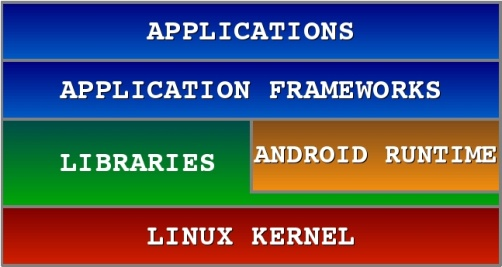 APPLICATIONS
APPLICATION FRAMEWORKS
LIBRARIES
ANDROID RUNTIME
LINUX KERNEL